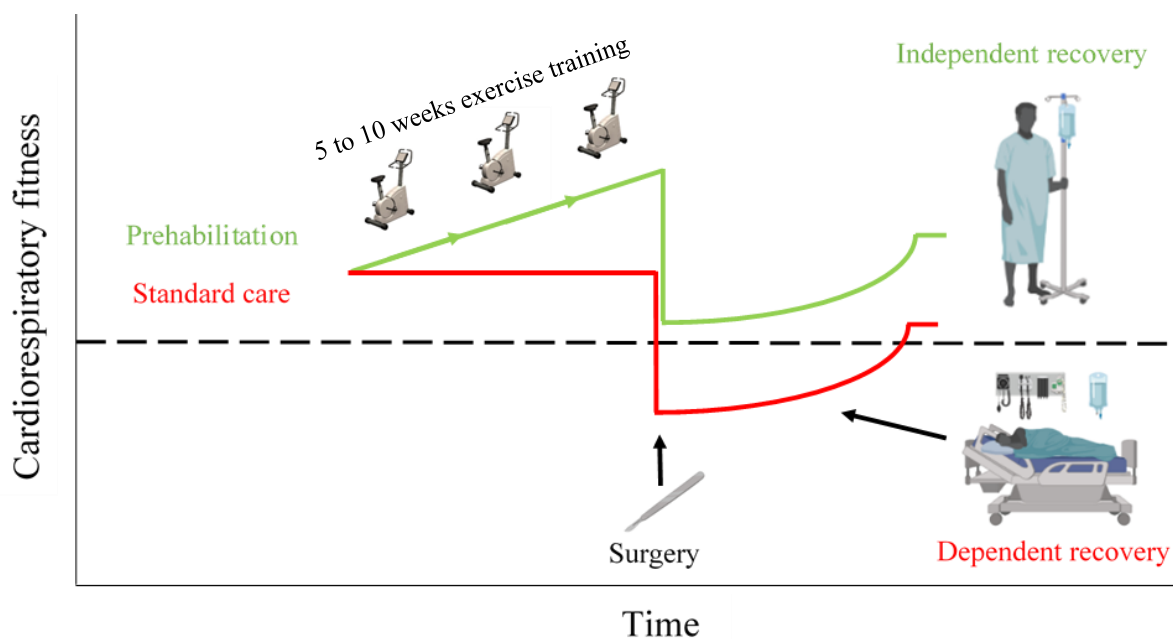 5 to 10 weeks exercise training
Independent recovery
Cardiorespiratory fitness
Prehabilitation
Standard care
Surgery
Dependent recovery
Time